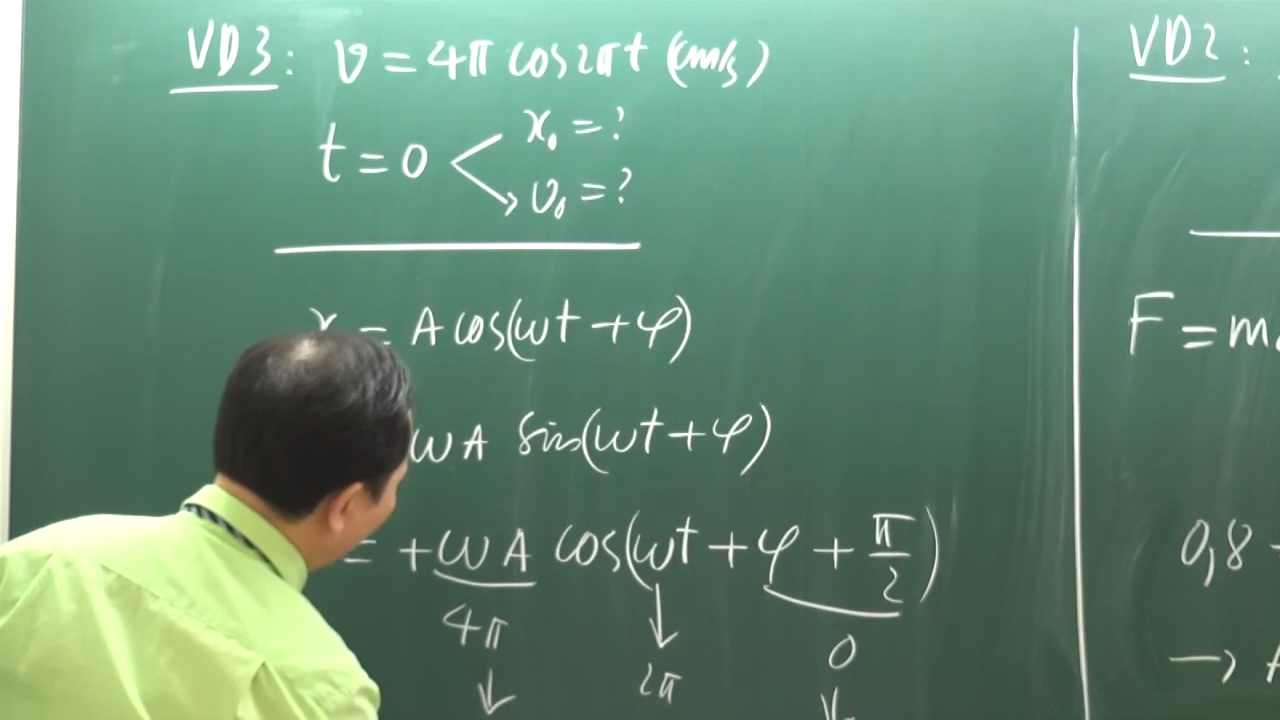 VD3: v = 4π cos2πt (cm/s)
t = 0
x₀ = ?
v₀ = ?
x = A cos(ωt + φ)
ωA sin(ωt + φ)
= +ωA cos(ωt + φ + π/2)
4π
2π
0
VD2:
F = m
0,8
→ A